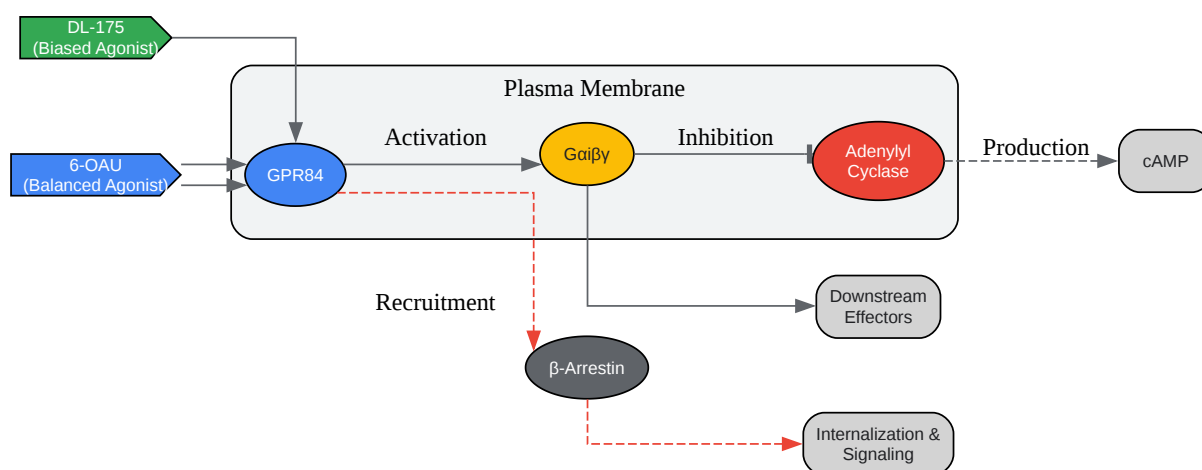 DL-175
(Biased Agonist)
Plasma Membrane
Activation
Inhibition
Production
6-OAU
(Balanced Agonist)
GPR84
Gαiβγ
Adenylyl
Cyclase
cAMP
Recruitment
Downstream
Effectors
β-Arrestin
Internalization &
Signaling